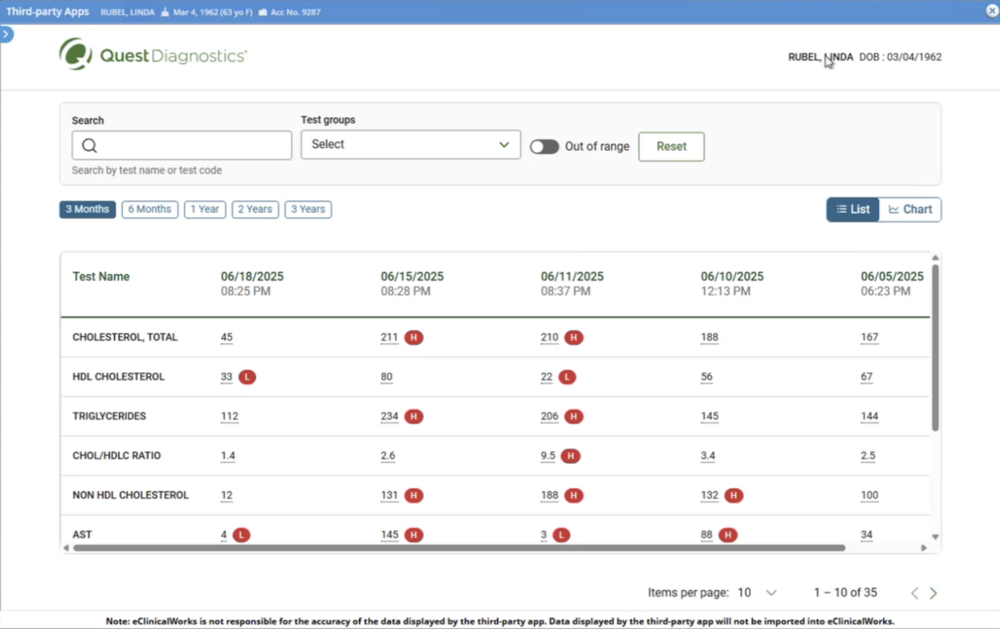 Third-party Apps RUBEL, LINDA Mar 4, 1962 (63 yo F) Acc No. 9287
Quest Diagnostics®
RUBEL, LINDA DOB : 03/04/1962
Search
Test groups
Select
Out of range
Reset
Search by test name or test code
3 Months 6 Months 1 Year 2 Years 3 Years
List Chart
Test Name 06/18/2025 06/15/2025 06/11/2025 06/10/2025 06/05/2025
08:25 PM 08:28 PM 08:37 PM 12:13 PM 06:23 PM
CHOLESTEROL, TOTAL 45 211 H 210 H 188 167
HDL CHOLESTEROL 33 L 80 22 L 56 67
TRIGLYCERIDES 112 234 H 206 H 145 144
CHOL/HDLC RATIO 1.4 2.6 9.5 H 3.4 2.5
NON HDL CHOLESTEROL 12 131 H 188 H 132 H 100
AST 4 L 145 H 3 L 88 H 34
Items per page: 10 1 – 10 of 35
Note: eClinicalWorks is not responsible for the accuracy of the data displayed by the third-party app. Data displayed by the third-party app will not be imported into eClinicalWorks.